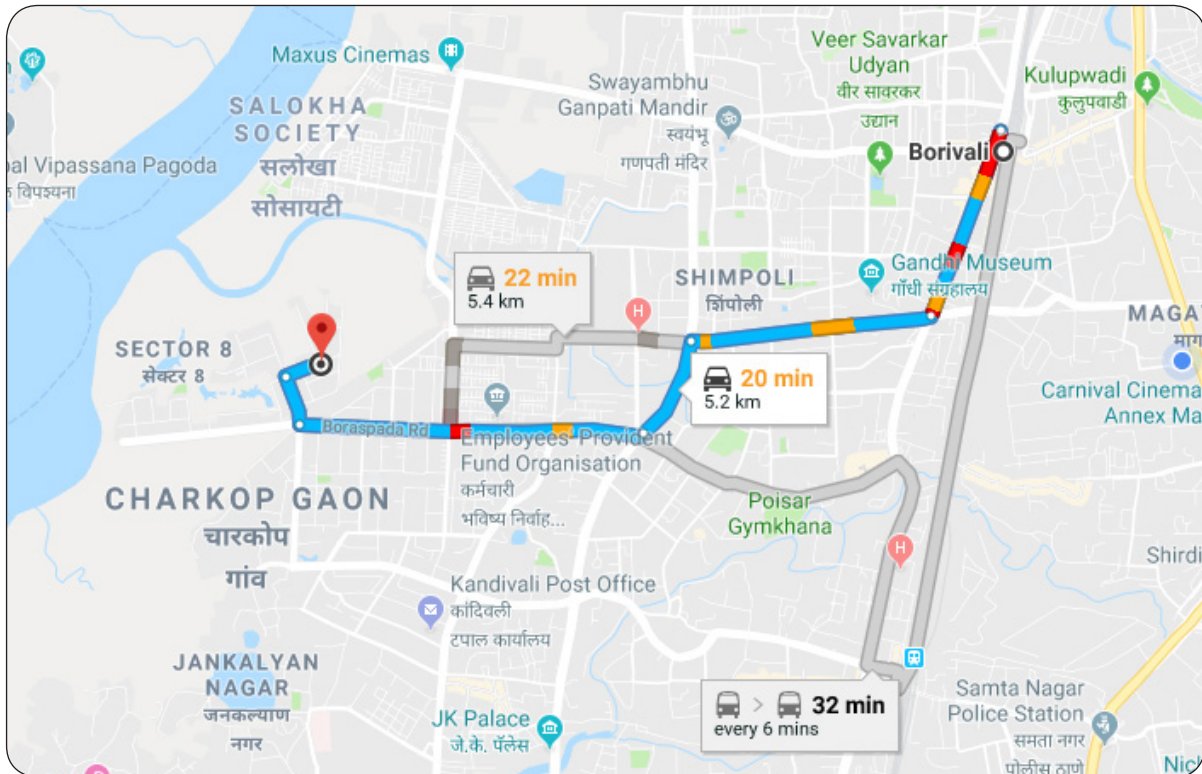 Maxus Cinemas
SALOKHA
SOCIETY
सलोखा
सोसायटी
Vipassana Pagoda
विपश्यना
Swayambhu
Ganpati Mandir
स्वयंभू
गणपती मंदिर
Veer Savarkar
Udyan
वीर सावरकर
उद्यान
Kulupwadi
कुलुपवाडी
Borivali
22 min
5.4 km
SHIMPOLI
शिंपोली
Gandhi Museum
गाँधी संग्रहालय
H
MAGA
माग
SECTOR 8
सेक्टर 8
20 min
5.2 km
Carnival Cinema
Annex Ma
Boraspada Rd
Employees' Provident
Fund Organisation
कर्मचारी
भविष्य निर्वाह...
CHARKOP GAON
चारकोप
गांव
Poisar
Gymkhana
H
Shirdi
Kandivali Post Office
कांदिवली
टपाल कार्यालय
JANKALYAN
NAGAR
जनकल्याण
नगर
32 min
every 6 mins
JK Palace
जे.के. पॅलेस
Samta Nagar
Police Station
समता नगर
पोलीस ठाणे